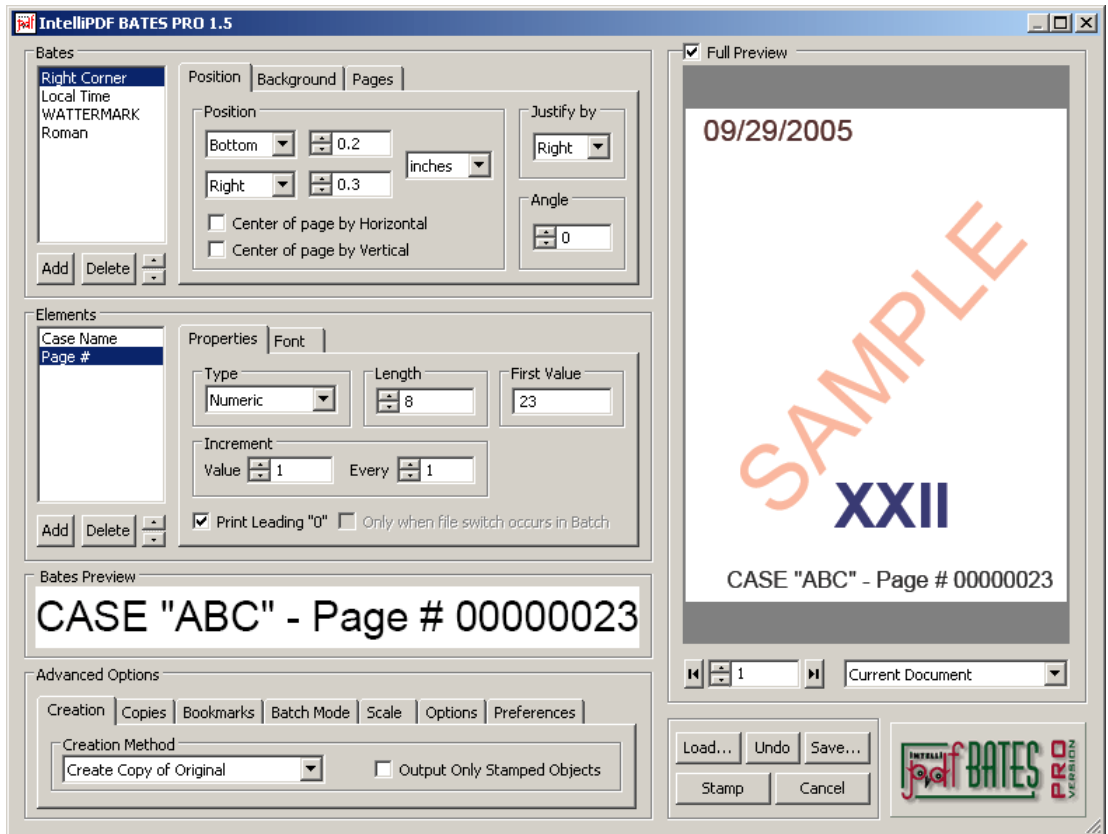 IntelliPDF BATES PRO 1.5
Bates
Right Corner
Local Time
WATTERMARK
Roman
Add Delete
Position Background Pages
Position
Bottom 0.2
Right 0.3
inches
Center of page by Horizontal
Center of page by Vertical
Justify by
Right
Angle
0
Elements
Case Name
Page #
Add Delete
Properties Font
Type
Numeric
Length
8
First Value
23
Increment
Value 1 Every 1
Print Leading "0" Only when file switch occurs in Batch
Bates Preview
CASE "ABC" - Page # 00000023
Advanced Options
Creation Copies Bookmarks Batch Mode Scale Options Preferences
Creation Method
Create Copy of Original
Output Only Stamped Objects
Full Preview
09/29/2005
SAMPLE
XXII
CASE "ABC" - Page # 00000023
1
Current Document
Load... Undo Save...
Stamp Cancel
INTELLI
pdf BATES PRO VERSION